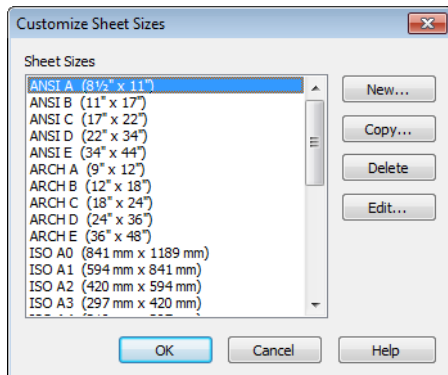 Customize Sheet Sizes
Sheet Sizes
ANSI A (8½" x 11")
ANSI B (11" x 17")
ANSI C (17" x 22")
ANSI D (22" x 34")
ANSI E (34" x 44")
ARCH A (9" x 12")
ARCH B (12" x 18")
ARCH C (18" x 24")
ARCH D (24" x 36")
ARCH E (36" x 48")
ISO A0 (841 mm x 1189 mm)
ISO A1 (594 mm x 841 mm)
ISO A2 (420 mm x 594 mm)
ISO A3 (297 mm x 420 mm)
New...
Copy...
Delete
Edit...
OK
Cancel
Help